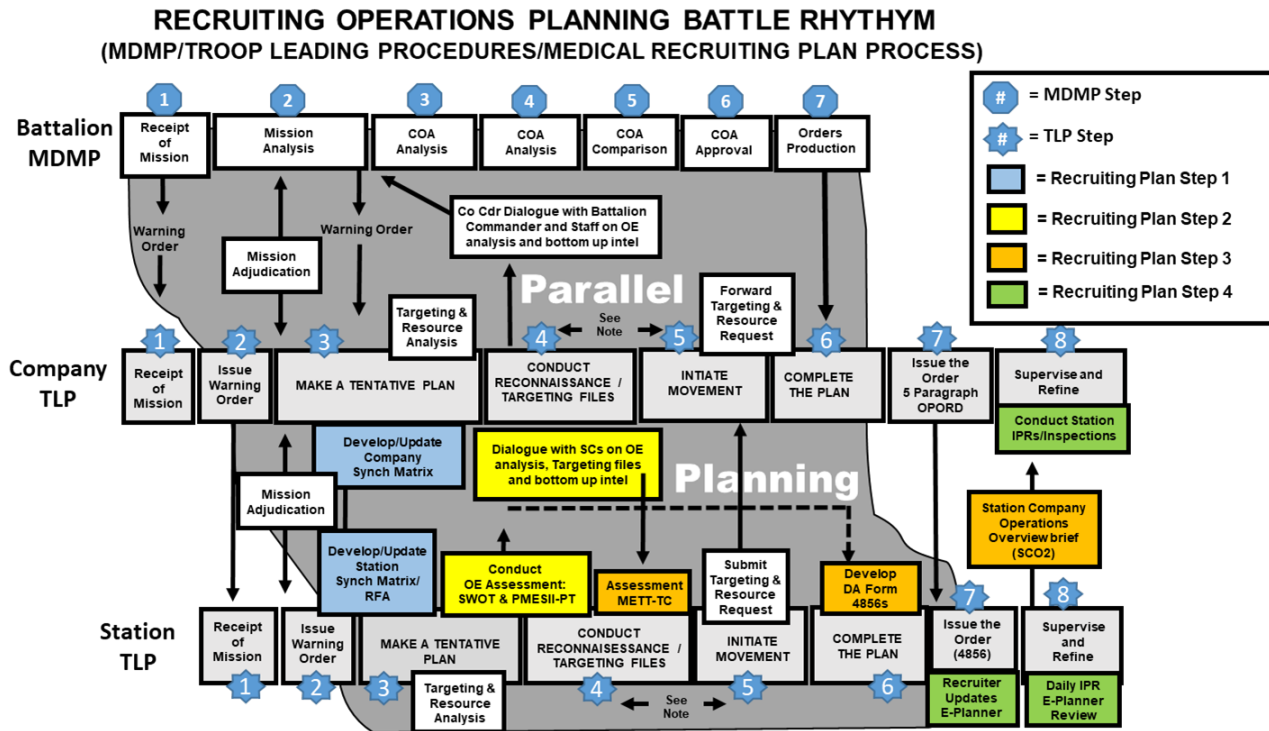 RECRUITING OPERATIONS PLANNING BATTLE RHYTHYM
(MDMP/TROOP LEADING PROCEDURES/MEDICAL RECRUITING PLAN PROCESS)
# = MDMP Step
# = TLP Step
= Recruiting Plan Step 1
= Recruiting Plan Step 2
= Recruiting Plan Step 3
= Recruiting Plan Step 4
Battalion
MDMP
1
Receipt
of
Mission
2
Mission
Analysis
3
COA
Analysis
4
COA
Analysis
5
COA
Comparison
6
COA
Approval
7
Orders
Production
Warning
Order
Mission
Adjudication
Warning Order
Co Cdr Dialogue with Battalion
Commander and Staff on OE
analysis and bottom up intel
Parallel
Targeting &
Resource
Analysis
See
Note
Forward
Targeting &
Resource
Request
Company
TLP
1
Receipt
of
Mission
2
Issue
Warning
Order
3
MAKE A TENTATIVE PLAN
4
CONDUCT
RECONNAISSANCE /
TARGETING FILES
5
INTIATE
MOVEMENT
6
COMPLETE
THE PLAN
7
Issue the
Order
5 Paragraph
OPORD
8
Supervise and
Refine
Conduct Station
IPRs/Inspections
Develop/Update
Company
Synch Matrix
Dialogue with SCs on OE
analysis, Targeting files
and bottom up intel
Planning
Mission
Adjudication
Station Company
Operations
Overview brief
(SCO2)
Develop/Update
Station
Synch Matrix/
RFA
Conduct
OE Assessment:
SWOT & PMESII-PT
Assessment
METT-TC
Submit
Targeting &
Resource
Request
Develop
DA Form
4856s
Station
TLP
Receipt
of
Mission
1
Issue
Warning
Order
2
MAKE A TENTATIVE
PLAN
3
Targeting &
Resource
Analysis
CONDUCT
RECONNAISESSANCE /
TARGETING FILES
4
See
Note
INITIATE
MOVEMENT
5
COMPLETE
THE PLAN
6
7
Issue the
Order
(4856)
Recruiter
Updates
E-Planner
8
Supervise
and
Refine
Daily IPR
E-Planner
Review